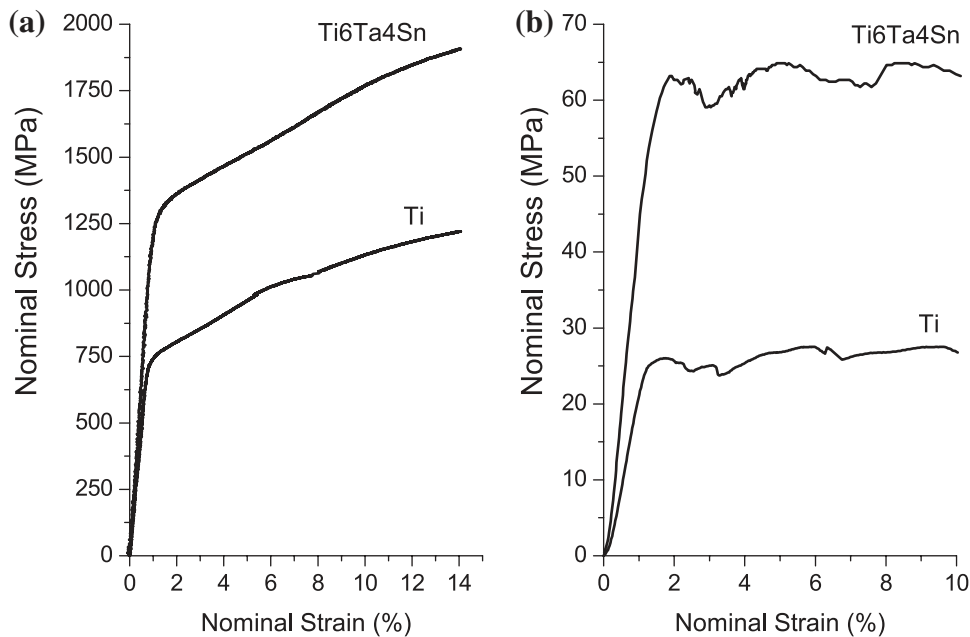 (a)
2000
1750
1500
1250
1000
750
500
250
0
Nominal Stress (MPa)
Ti6Ta4Sn
Ti
0 2 4 6 8 10 12 14
Nominal Strain (%)
(b)
70
60
50
40
30
20
10
0
Nominal Stress (MPa)
Ti6Ta4Sn
Ti
0 2 4 6 8 10
Nominal Strain (%)